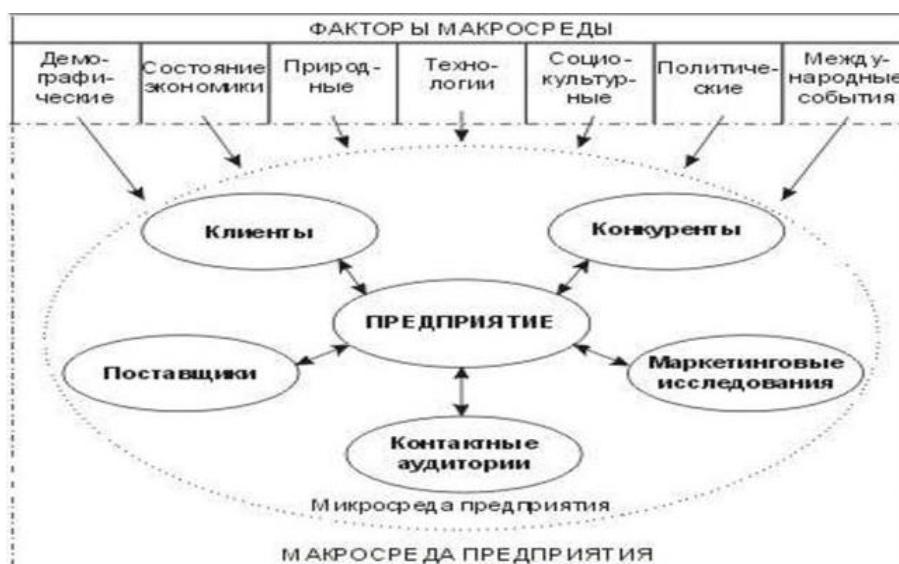 ФАКТОРЫ МАКРОСРЕДЫ
Демо-
графи-
ческие
Состояние
экономики
Природ-
ные
Техно-
логии
Социо-
культур-
ные
Политиче-
ские
Между-
народные
события
Клиенты
Конкуренты
ПРЕДПРИЯТИЕ
Поставщики
Маркетинговые
исследования
Контактные
аудитории
Микросреда предприятия
МАКРОСРЕДА ПРЕДПРИЯТИЯ